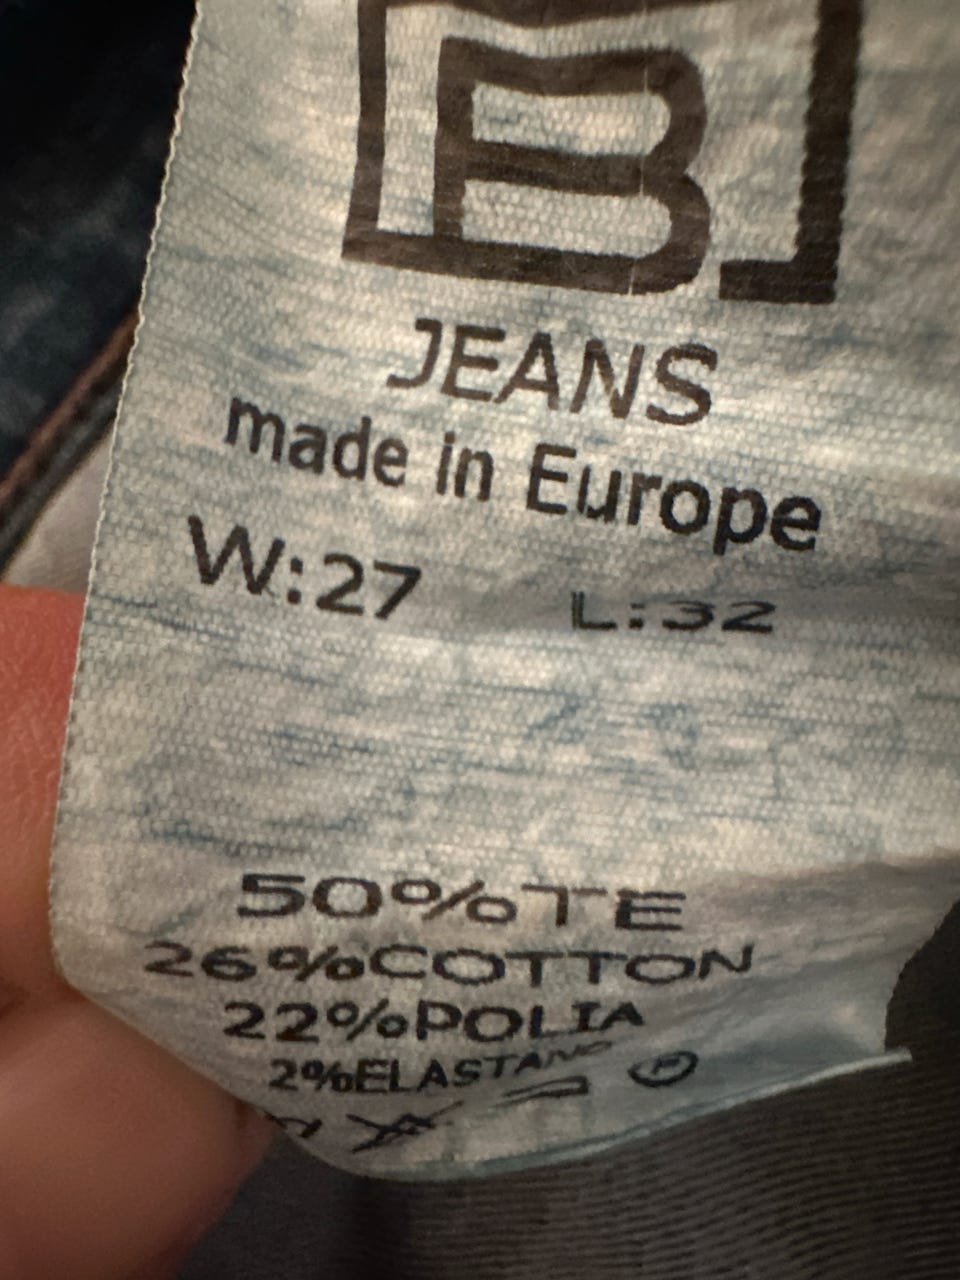 B
JEANS
made in Europe
W:27 L:32
50%TE
26%COTTON
22%POLIA
2%ELASTANO
P